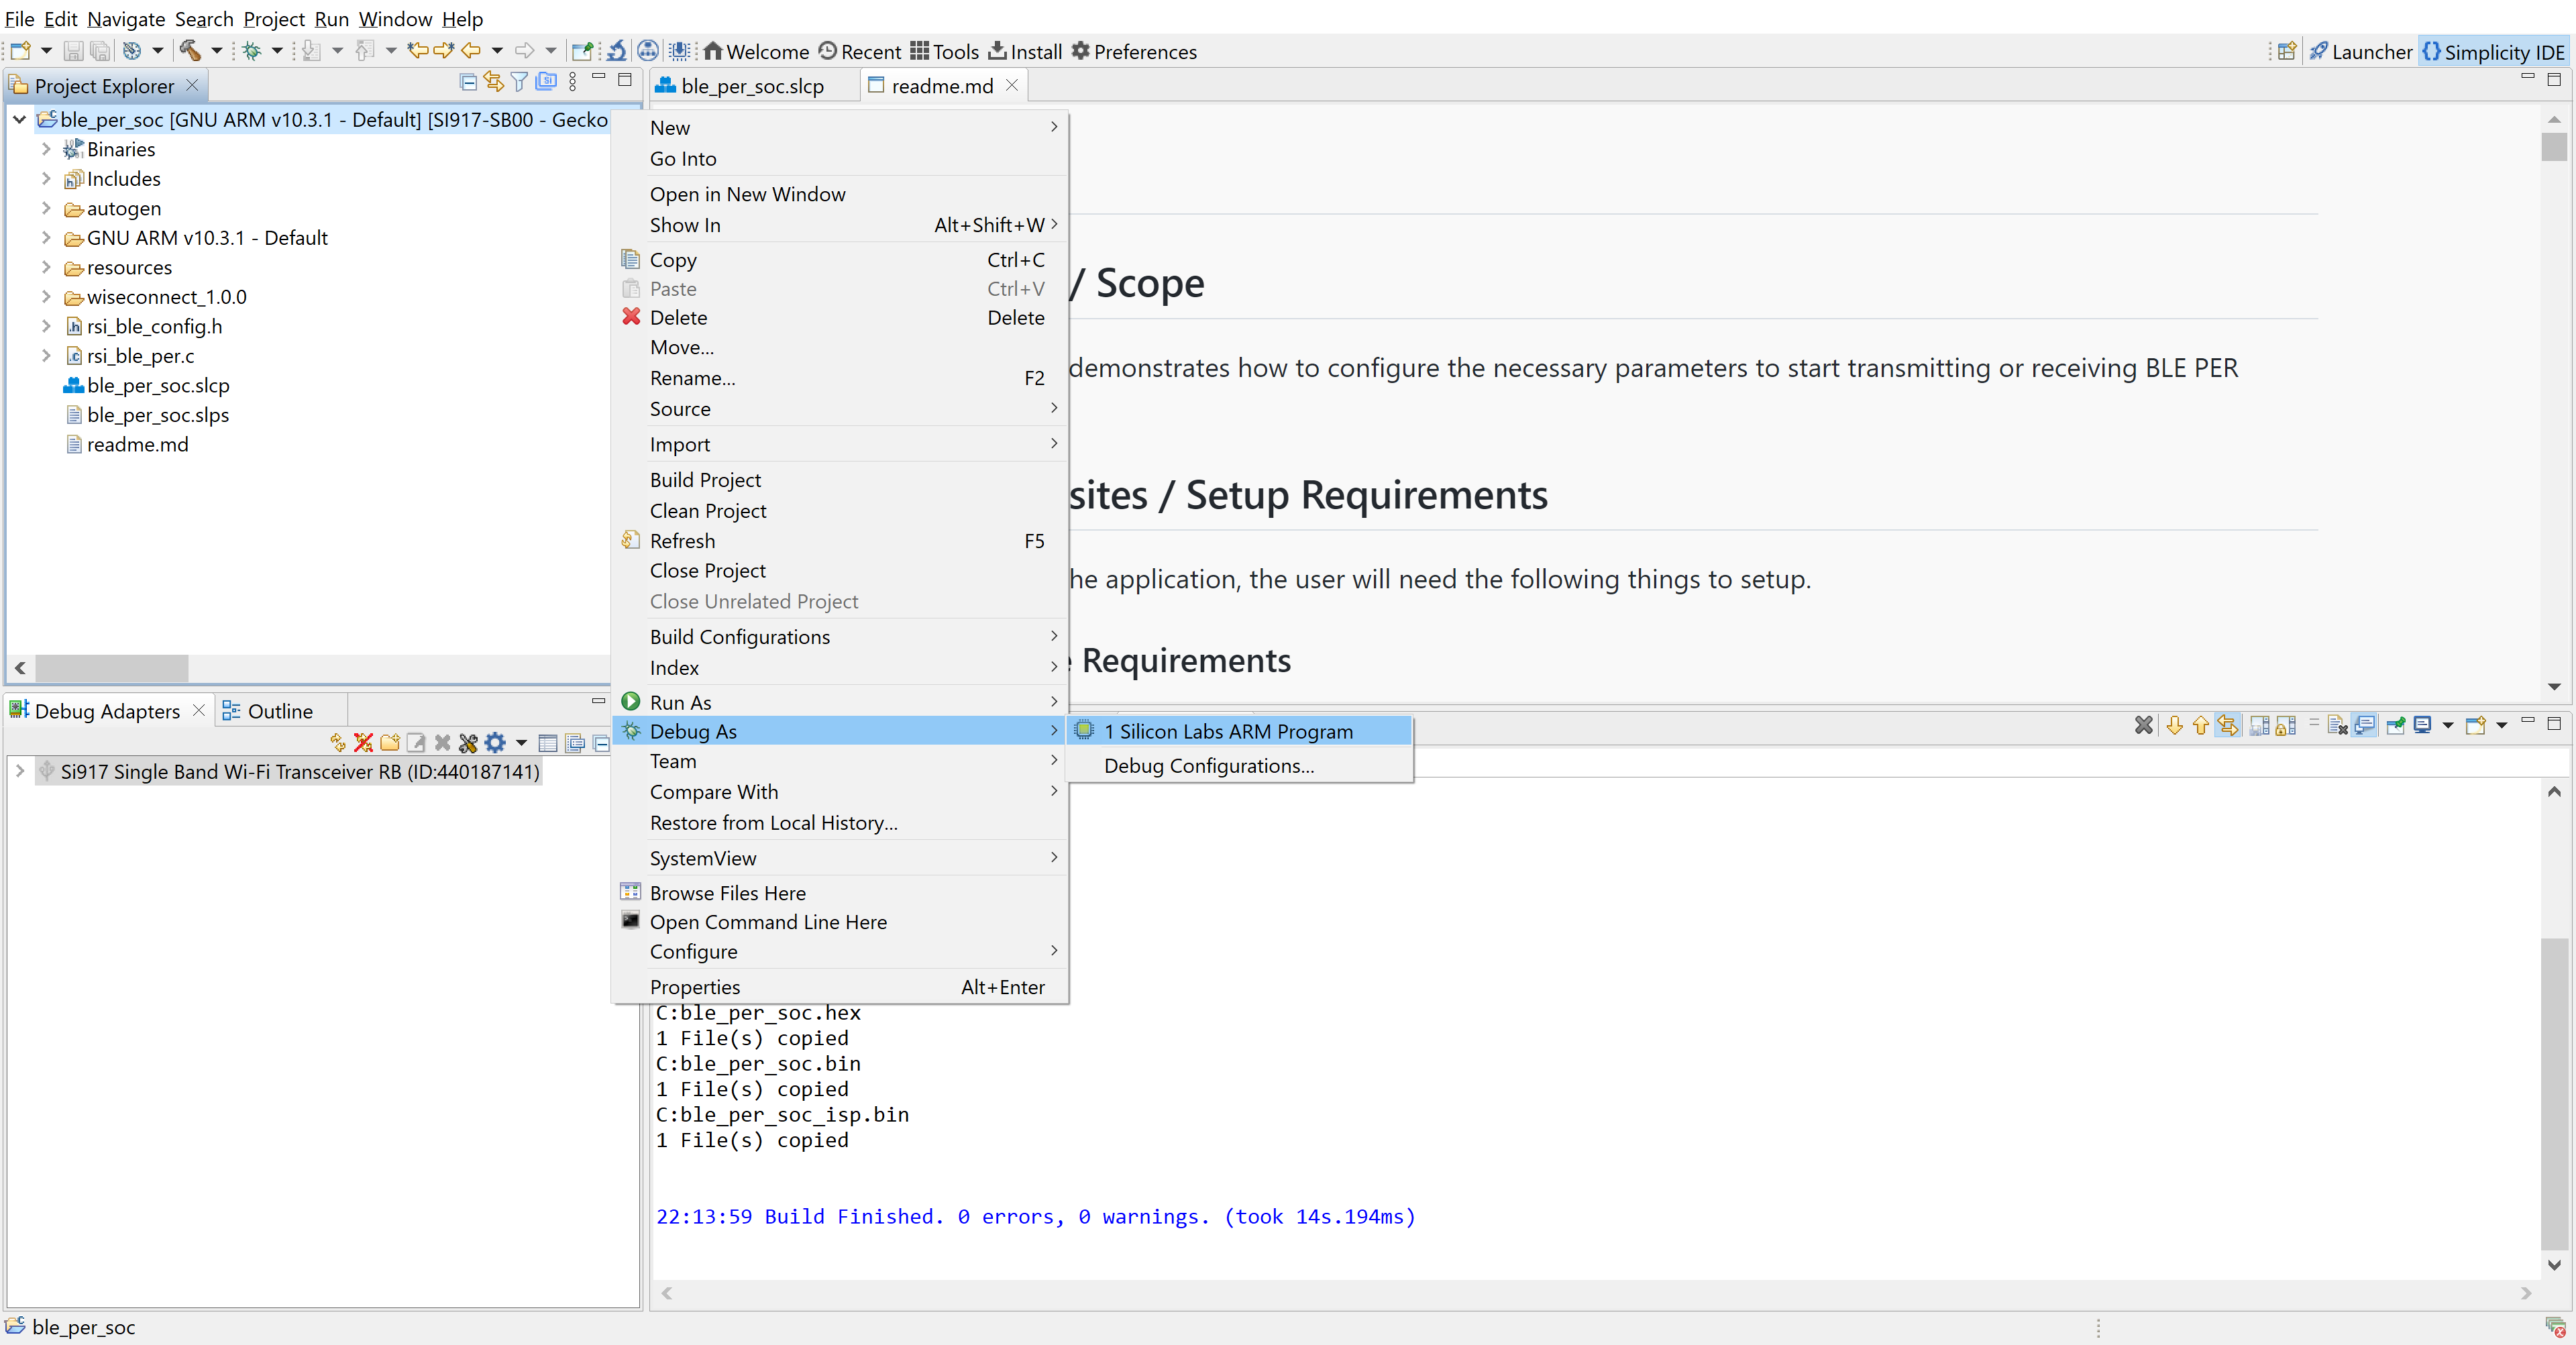 File Edit Navigate Search Project Run Window Help
Welcome Recent Tools Install Preferences
Launcher {} Simplicity IDE
Project Explorer
ble_per_soc [GNU ARM v10.3.1 - Default] [SI917-SB00 - Gecko
Binaries
Includes
autogen
GNU ARM v10.3.1 - Default
resources
wiseconnect_1.0.0
rsi_ble_config.h
rsi_ble_per.c
ble_per_soc.slcp
ble_per_soc.slps
readme.md
Debug Adapters
Outline
Si917 Single Band Wi-Fi Transceiver RB (ID:440187141)
New
Go Into
Open in New Window
Show In Alt+Shift+W
Copy Ctrl+C
Paste Ctrl+V
Delete Delete
Move...
Rename... F2
Source
Import
Build Project
Clean Project
Refresh F5
Close Project
Close Unrelated Project
Build Configurations
Index
Run As
Debug As
Team
Compare With
Restore from Local History...
SystemView
Browse Files Here
Open Command Line Here
Configure
Properties Alt+Enter
1 Silicon Labs ARM Program
Debug Configurations...
ble_per_soc.slcp
readme.md
/ Scope
demonstrates how to configure the necessary parameters to start transmitting or receiving BLE PER
sites / Setup Requirements
he application, the user will need the following things to setup.
Requirements
C:ble_per_soc.hex
1 File(s) copied
C:ble_per_soc.bin
1 File(s) copied
C:ble_per_soc_isp.bin
1 File(s) copied
22:13:59 Build Finished. 0 errors, 0 warnings. (took 14s.194ms)
ble_per_soc